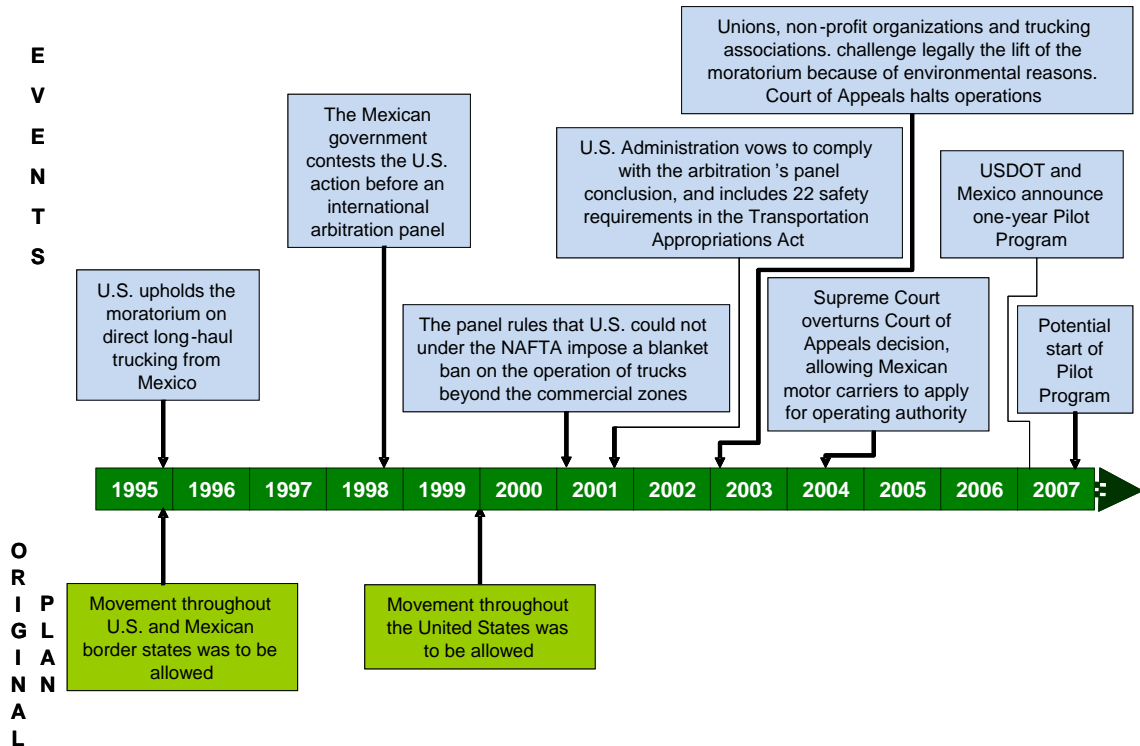 EVENTS
Unions, non-profit organizations and trucking
associations. challenge legally the lift of the
moratorium because of environmental reasons.
Court of Appeals halts operations
The Mexican
government
contests the U.S.
action before an
international
arbitration panel
U.S. Administration vows to comply
with the arbitration 's panel
conclusion, and includes 22 safety
requirements in the Transportation
Appropriations Act
USDOT and
Mexico announce
one-year Pilot
Program
U.S. upholds the
moratorium on
direct long-haul
trucking from
Mexico
The panel rules that U.S. could not
under the NAFTA impose a blanket
ban on the operation of trucks
beyond the commercial zones
Supreme Court
overturns Court of
Appeals decision,
allowing Mexican
motor carriers to apply
for operating authority
Potential
start of
Pilot
Program
1995 1996 1997 1998 1999 2000 2001 2002 2003 2004 2005 2006 2007
ORIGINAL
PLAN
Movement throughout
U.S. and Mexican
border states was to be
allowed
Movement throughout
the United States was
to be allowed